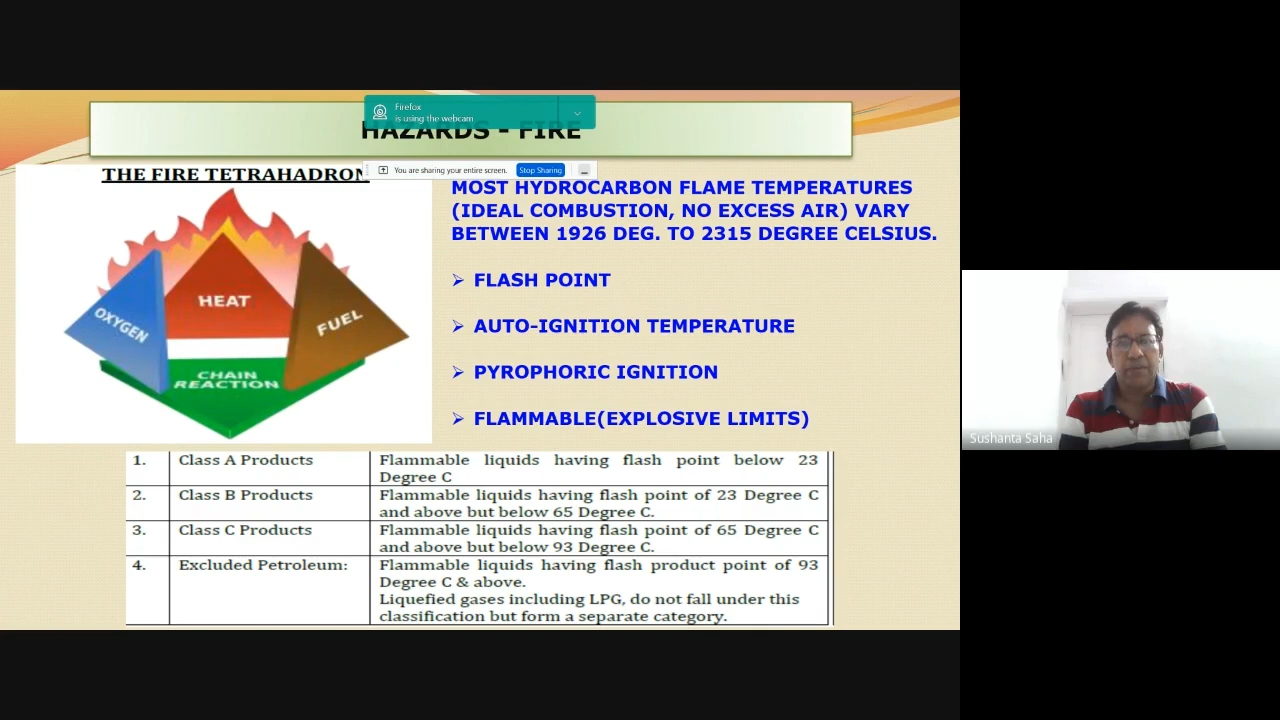 Firefox
is using the webcam
HAZARDS - FIRE
You are sharing your entire screen. Stop Sharing
THE FIRE TETRAHADRON
OXYGEN
HEAT
FUEL
CHAIN
REACTION
MOST HYDROCARBON FLAME TEMPERATURES
(IDEAL COMBUSTION, NO EXCESS AIR) VARY
BETWEEN 1926 DEG. TO 2315 DEGREE CELSIUS.
➢ FLASH POINT
➢ AUTO-IGNITION TEMPERATURE
➢ PYROPHORIC IGNITION
➢ FLAMMABLE(EXPLOSIVE LIMITS)
1. Class A Products Flammable liquids having flash point below 23
Degree C
2. Class B Products Flammable liquids having flash point of 23 Degree C
and above but below 65 Degree C.
3. Class C Products Flammable liquids having flash point of 65 Degree C
and above but below 93 Degree C.
4. Excluded Petroleum: Flammable liquids having flash product point of 93
Degree C & above.
Liquefied gases including LPG, do not fall under this
classification but form a separate category.
Sushanta Saha